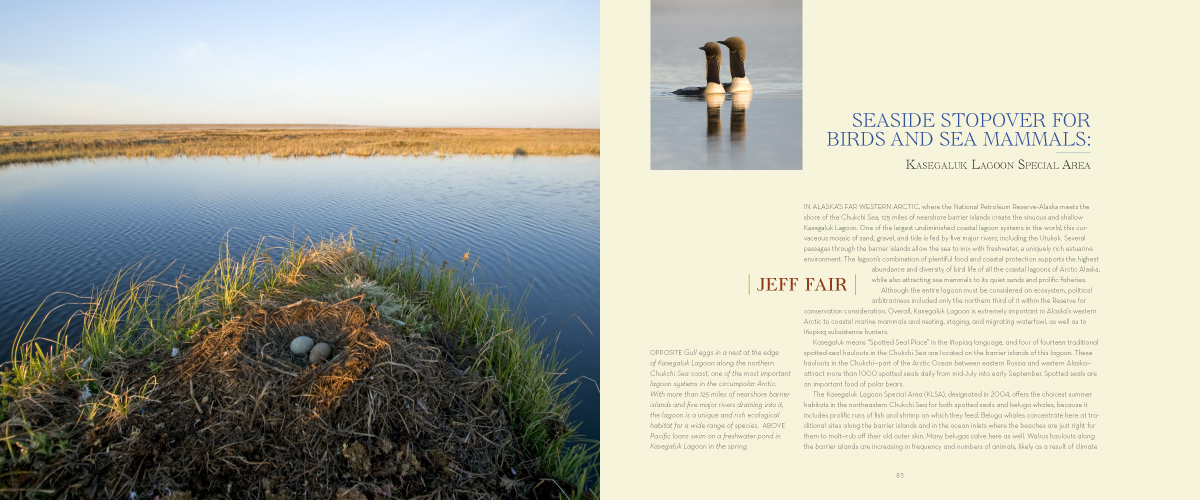 SEASIDE STOPOVER FOR
BIRDS AND SEA MAMMALS:
Kasegaluk Lagoon Special Area
IN ALASKA'S FAR WESTERN ARCTIC, where the National Petroleum Reserve-Alaska meets the
shore of the Chukchi Sea, 125 miles of nearshore barrier islands create the sinuous and shallow
Kasegaluk Lagoon. One of the largest undiminished coastal lagoon systems in the world, this cur-
vaceous mosaic of sand, gravel, and tide is fed by five major rivers, including the Utukok. Several
passages through the barrier islands allow the sea to mix with freshwater, a uniquely rich estuarine
environment. The lagoon's combination of plentiful food and coastal protection supports the highest
abundance and diversity of bird life of all the coastal lagoons of Arctic Alaska,
while also attracting sea mammals to its quiet sands and prolific fisheries.
Although the entire lagoon must be considered an ecosystem, political
arbitrariness included only the northern third of it within the Reserve for
conservation consideration. Overall, Kasegaluk Lagoon is extremely important in Alaska's western
Arctic to coastal marine mammals and nesting, staging, and migrating waterfowl, as well as to
Iñupiaq subsistence hunters.
Kasegaluk means "Spotted Seal Place" in the Iñupiaq language, and four of fourteen traditional
spotted-seal haulouts in the Chukchi Sea are located on the barrier islands of this lagoon. These
haulouts in the Chukchi—part of the Arctic Ocean between eastern Russia and western Alaska—
attract more than 1000 spotted seals daily from mid-July into early September. Spotted seals are
an important food of polar bears.
The Kasegaluk Lagoon Special Area (KLSA), designated in 2004, offers the choicest summer
habitats in the northeastern Chukchi Sea for both spotted seals and beluga whales, because it
includes prolific runs of fish and shrimp on which they feed. Beluga whales concentrate here at tra-
ditional sites along the barrier islands and in the ocean inlets where the beaches are just right for
them to molt—rub off their old outer skin. Many belugas calve here as well. Walrus haulouts along
the barrier islands are increasing in frequency and numbers of animals, likely as a result of climate
JEFF FAIR
OPPOSITE Gull eggs in a nest at the edge
of Kasegaluk Lagoon along the northern
Chukchi Sea coast, one of the most important
lagoon systems in the circumpolar Arctic.
With more than 125 miles of nearshore barrier
islands and five major rivers draining into it,
the lagoon is a unique and rich ecological
habitat for a wide range of species. ABOVE
Pacific loons swim on a freshwater pond in
Kasegaluk Lagoon in the spring.
83